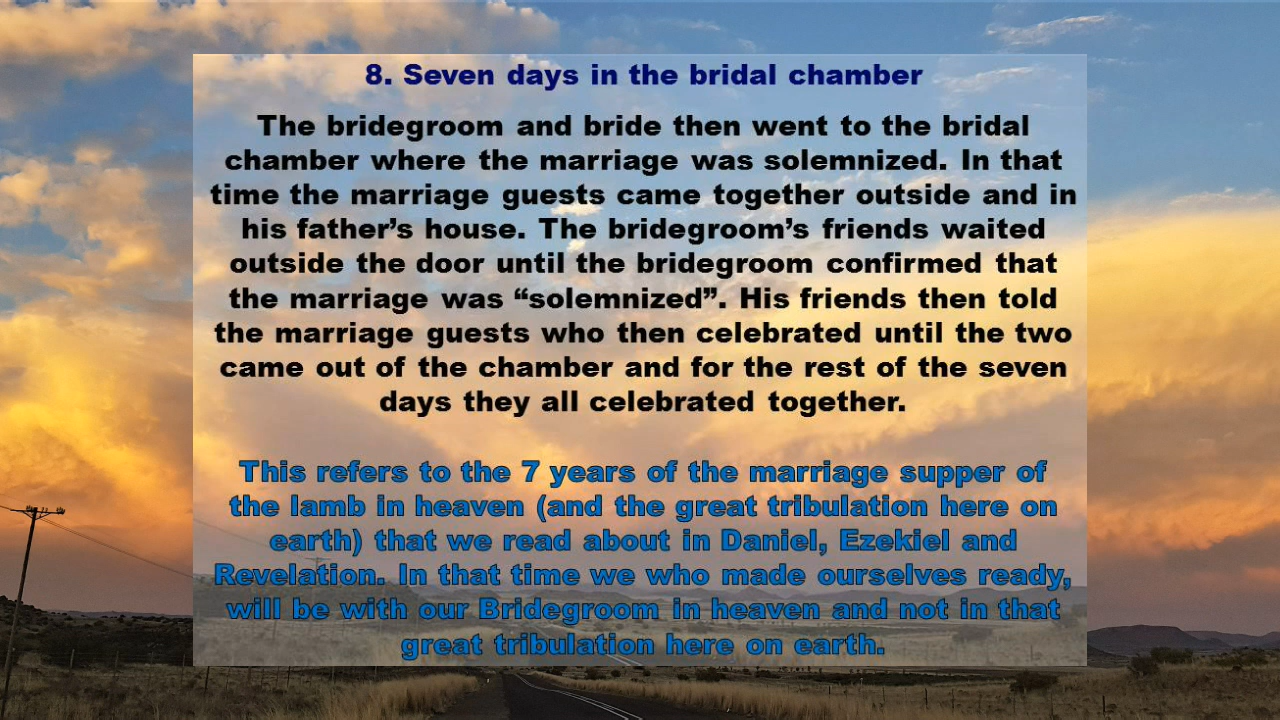 8. Seven days in the bridal chamber
The bridegroom and bride then went to the bridal
chamber where the marriage was solemnized. In that
time the marriage guests came together outside and in
his father’s house. The bridegroom’s friends waited
outside the door until the bridegroom confirmed that
the marriage was “solemnized”. His friends then told
the marriage guests who then celebrated until the two
came out of the chamber and for the rest of the seven
days they all celebrated together.
This refers to the 7 years of the marriage supper of
the lamb in heaven (and the great tribulation here on
earth) that we read about in Daniel, Ezekiel and
Revelation. In that time we who made ourselves ready,
will be with our Bridegroom in heaven and not in that
great tribulation here on earth.